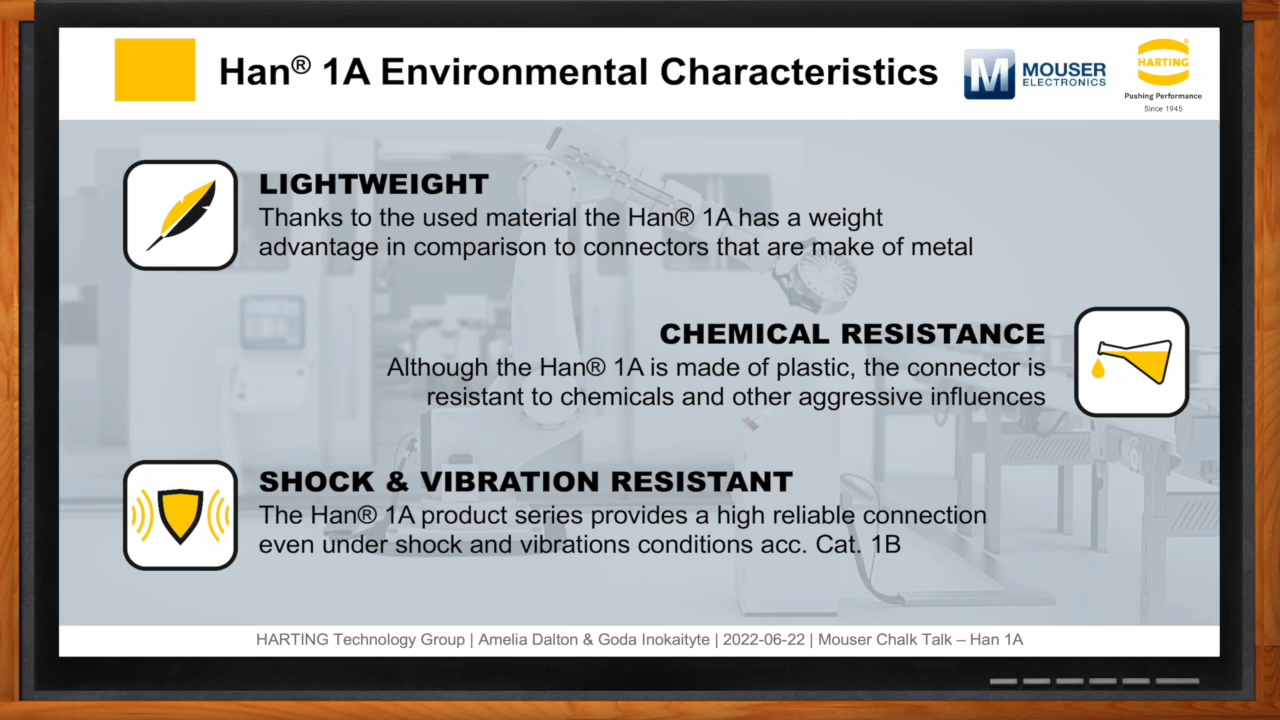 Han® 1A Environmental Characteristics
M MOUSER
ELECTRONICS
HARTING
Pushing Performance
Since 1945
LIGHTWEIGHT
Thanks to the used material the Han® 1A has a weight
advantage in comparison to connectors that are make of metal
CHEMICAL RESISTANCE
Although the Han® 1A is made of plastic, the connector is
resistant to chemicals and other aggressive influences
SHOCK & VIBRATION RESISTANT
The Han® 1A product series provides a high reliable connection
even under shock and vibrations conditions acc. Cat. 1B
HARTING Technology Group | Amelia Dalton & Goda Inokaityte | 2022-06-22 | Mouser Chalk Talk – Han 1A